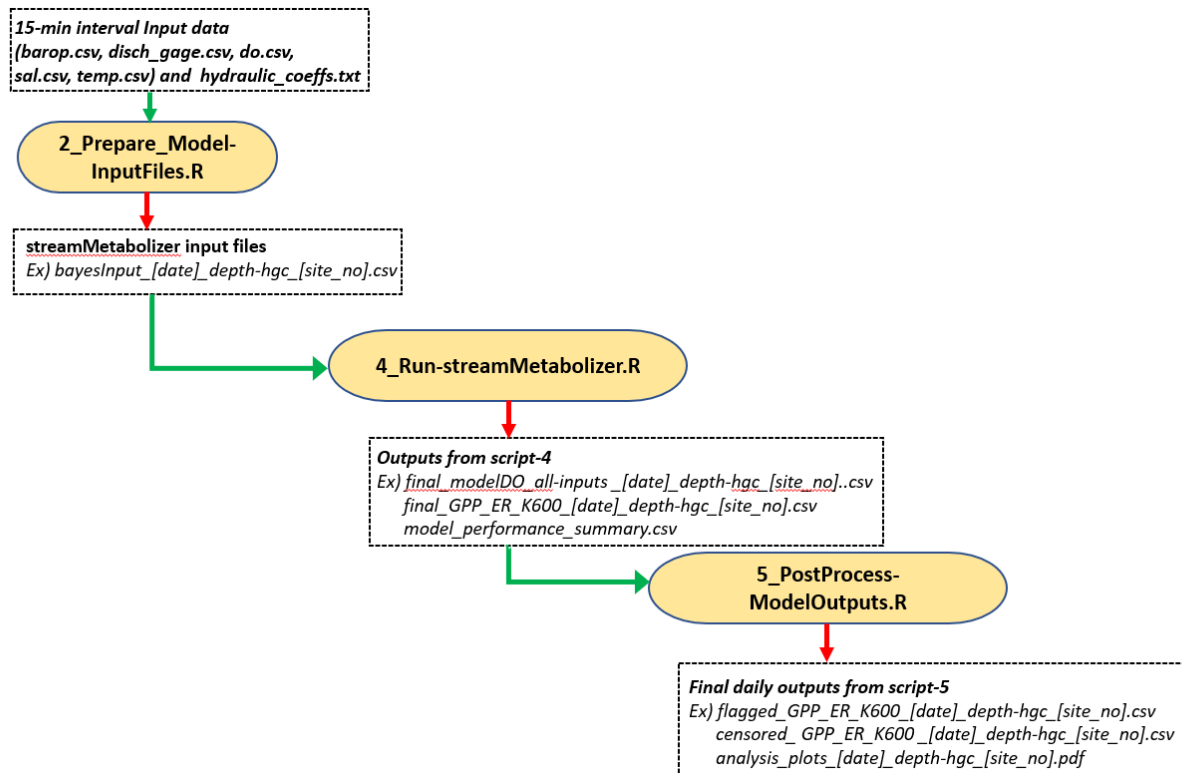 15-min interval Input data
(barop.csv, disch_gage.csv, do.csv,
sal.csv, temp.csv) and hydraulic_coeffs.txt
2_Prepare_Model-
InputFiles.R
streamMetabolizer input files
Ex) bayesInput_[date]_depth-hgc_[site_no].csv
4_Run-streamMetabolizer.R
Outputs from script-4
Ex) final_modelDO_all-inputs _[date]_depth-hgc_[site_no]..csv
final_GPP_ER_K600_[date]_depth-hgc_[site_no].csv
model_performance_summary.csv
5_PostProcess-
ModelOutputs.R
Final daily outputs from script-5
Ex) flagged_GPP_ER_K600_[date]_depth-hgc_[site_no].csv
censored_ GPP_ER_K600 _[date]_depth-hgc_[site_no].csv
analysis_plots_[date]_depth-hgc_[site_no].pdf